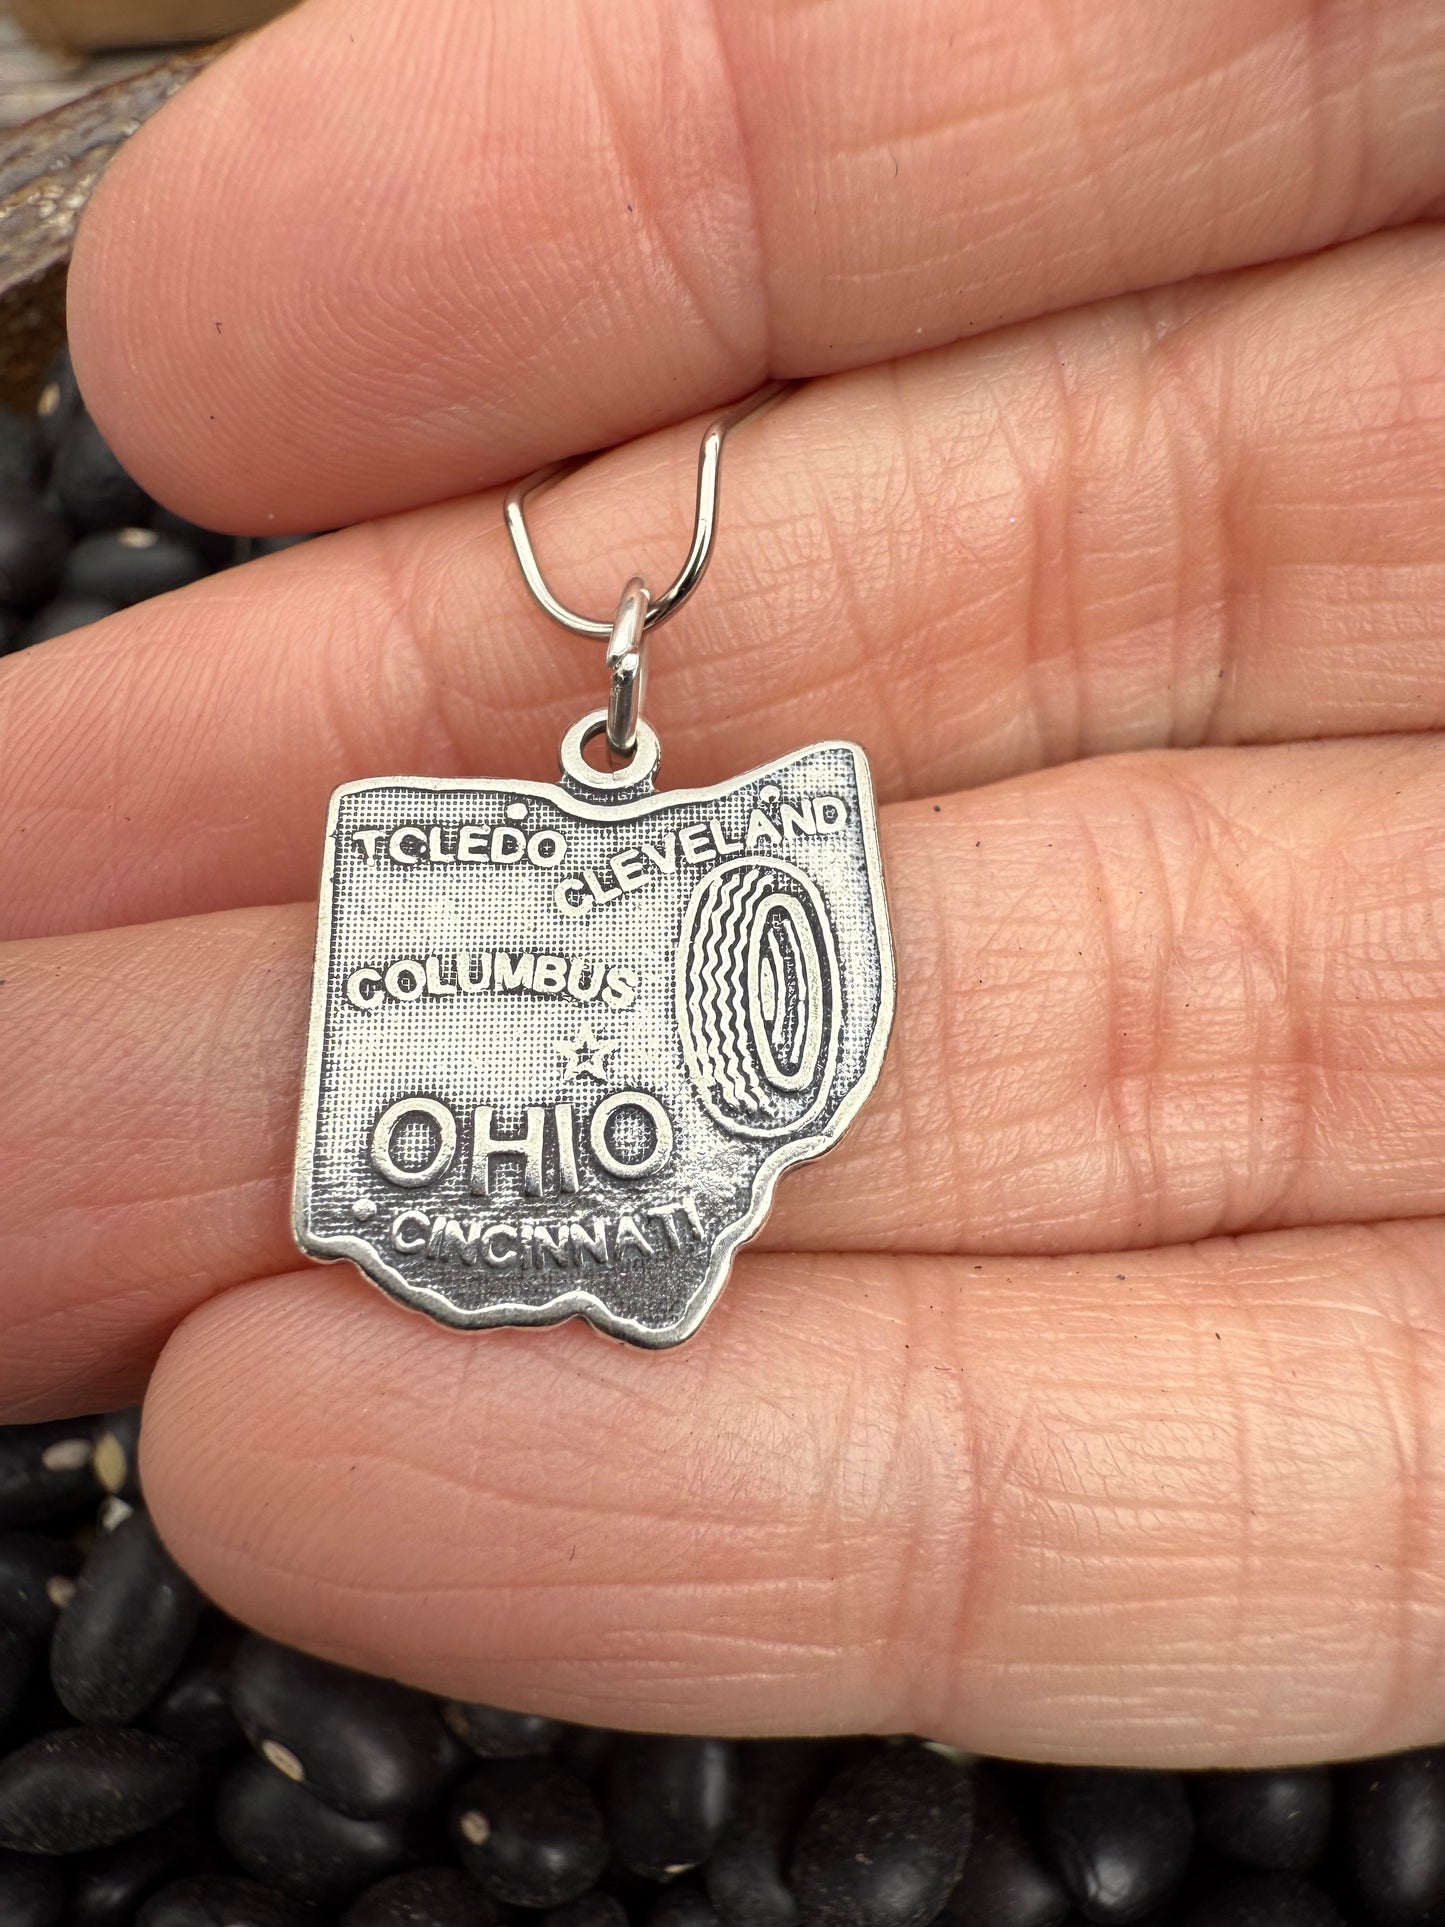 TOLEDO
CLEVELAND
COLUMBUS
OHIO
CINCINNATI